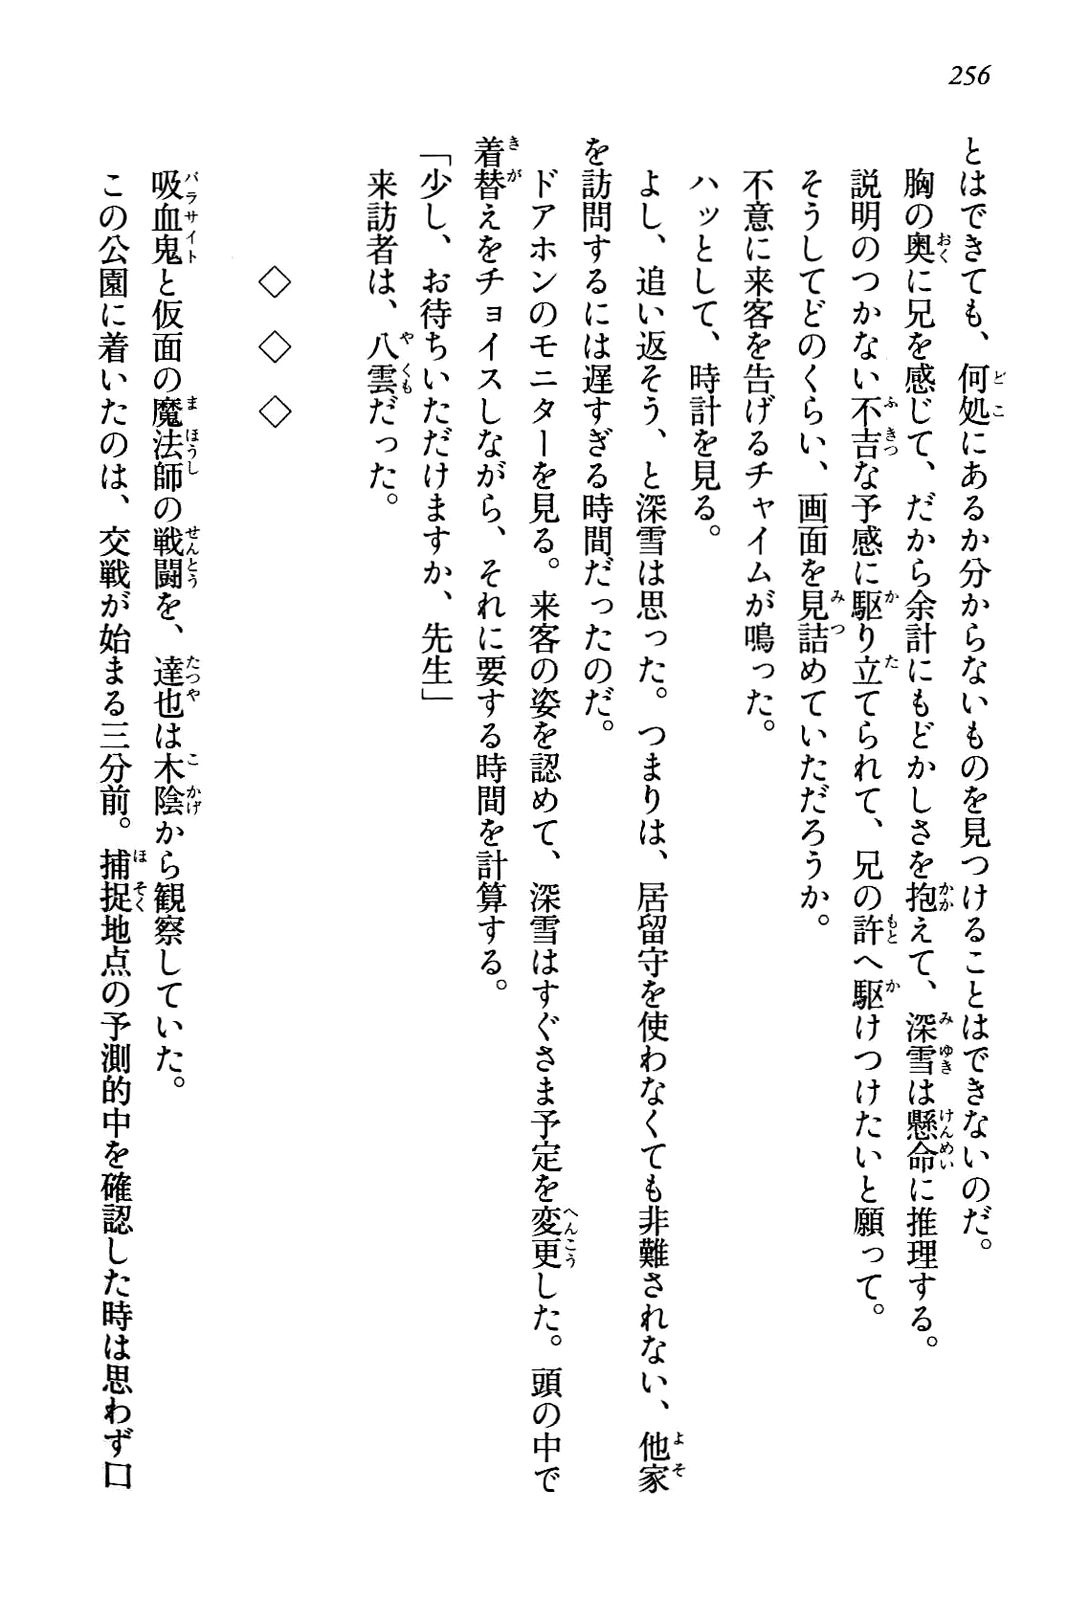 256
とはできても、何処にあるか分からないものを見つけることはできないのだ。
胸の奥に兄を感じて、だから余計にもどかしさを抱えて、深雪は懸命に推理する。
説明のつかない不吉な予感に駆り立てられて、兄の許へ駆けつけたいと願って。
そうしてどのくらい、画面を見詰めていただろうか。
不意に来客を告げるチャイムが鳴った。
ハッとして、時計を見る。
よし、追い返そう、と深雪は思った。つまりは、居留守を使わなくても非難されない、他家
を訪問するには遅すぎる時間だったのだ。
ドアホンのモニターを見る。来客の姿を認めて、深雪はすぐさま予定を変更した。頭の中で
着替えをチョイスしながら、それに要する時間を計算する。
「少し、お待ちいただけますか、先生」
来訪者は、八雲だった。
◇　◇　◇
吸血鬼と仮面の魔法師の戦闘を、達也は木陰から観察していた。
この公園に着いたのは、交戦が始まる三分前。捕捉地点の予測的中を確認した時は思わず口